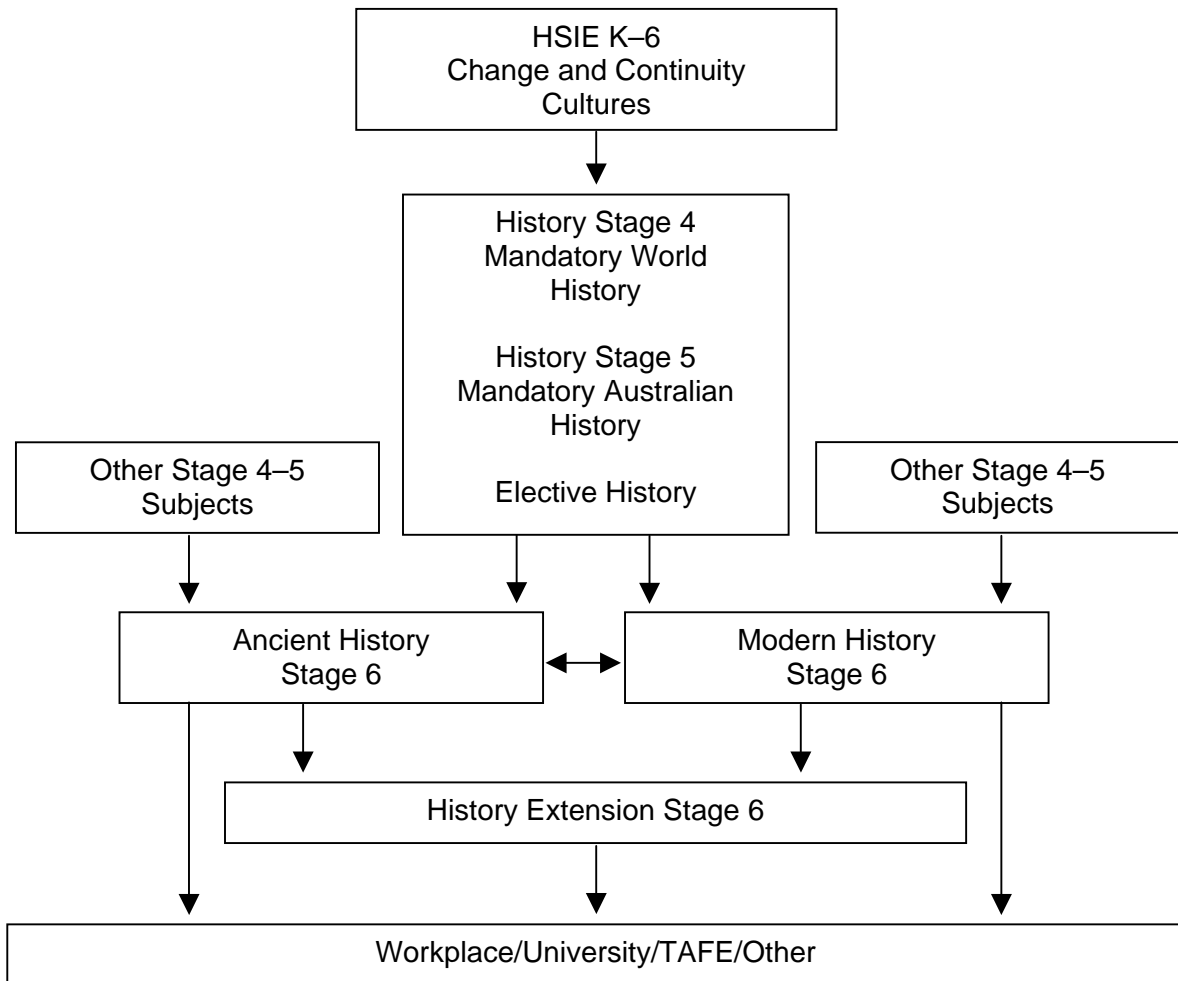 HSIE K–6
Change and Continuity
Cultures
History Stage 4
Mandatory World
History
History Stage 5
Mandatory Australian
History
Elective History
Other Stage 4–5
Subjects
Other Stage 4–5
Subjects
Ancient History
Stage 6
Modern History
Stage 6
History Extension Stage 6
Workplace/University/TAFE/Other